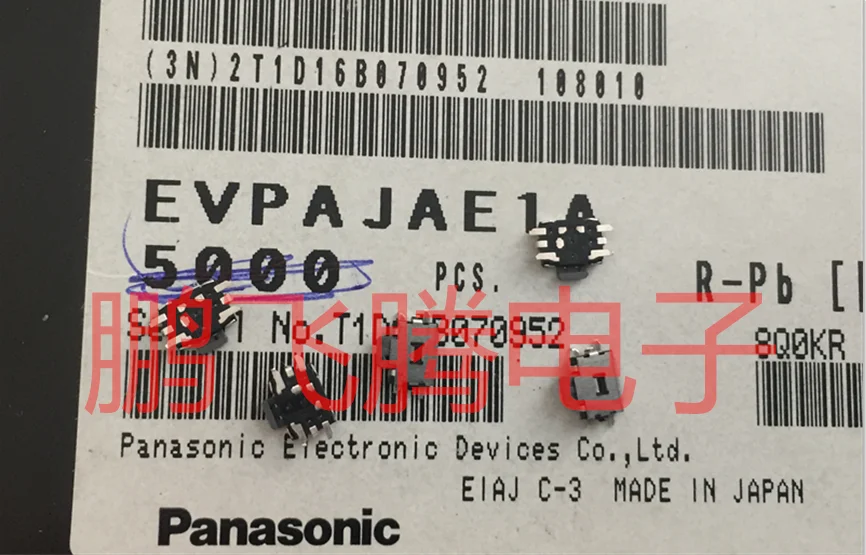 (3N)2T1D16B070952 108010
EVPAJAE1A
5000 PCS. R-Pb [
No.T1 070952
8Q0KR
鹏飞腾电子
Panasonic Electronic Devices Co.,Ltd.
EIAJ C-3 MADE IN JAPAN
Panasonic